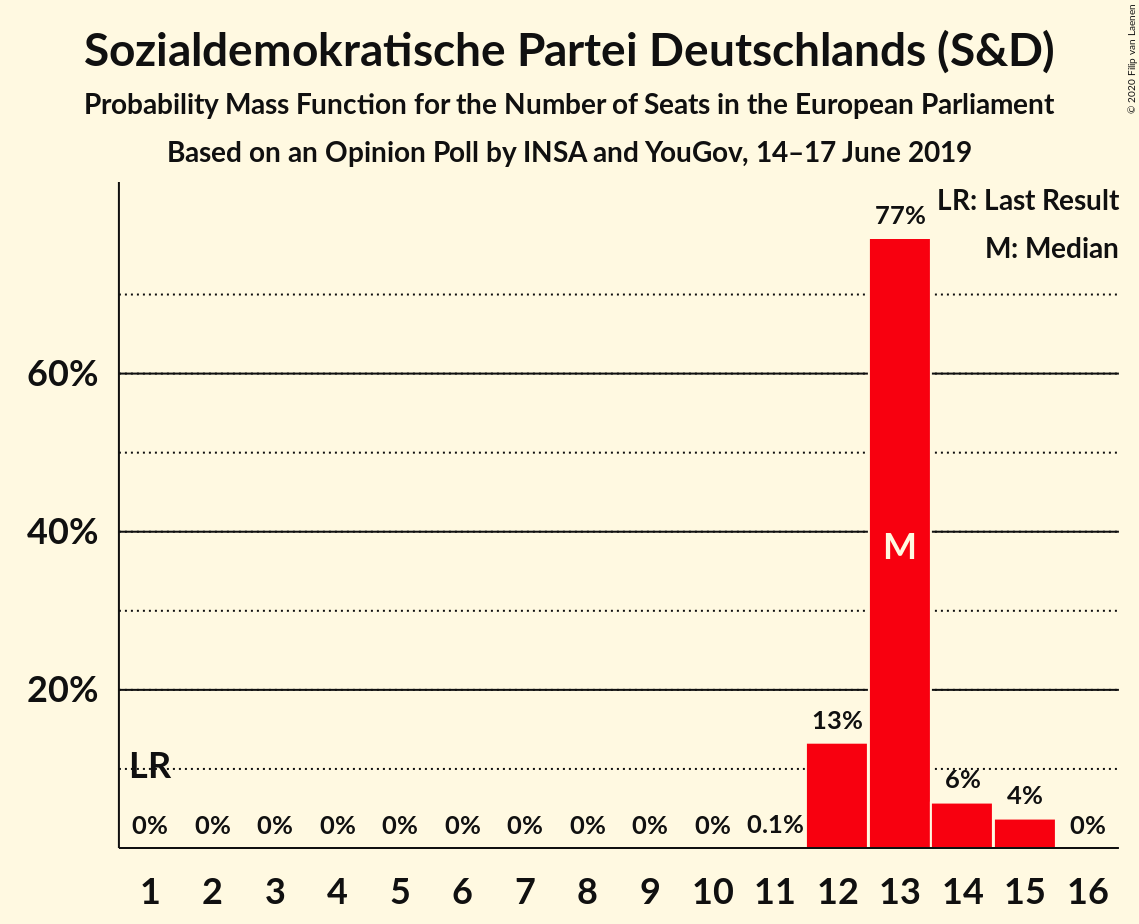 Sozialdemokratische Partei Deutschlands (S&D)
Probability Mass Function for the Number of Seats in the European Parliament
Based on an Opinion Poll by INSA and YouGov, 14–17 June 2019
© 2020 Filip van Laenen
LR: Last Result
M: Median
77%
60%
40%
M
20%
13%
LR
6%
4%
0% 0% 0% 0% 0% 0% 0% 0% 0% 0% 0.1% 0%
1 2 3 4 5 6 7 8 9 10 11 12 13 14 15 16